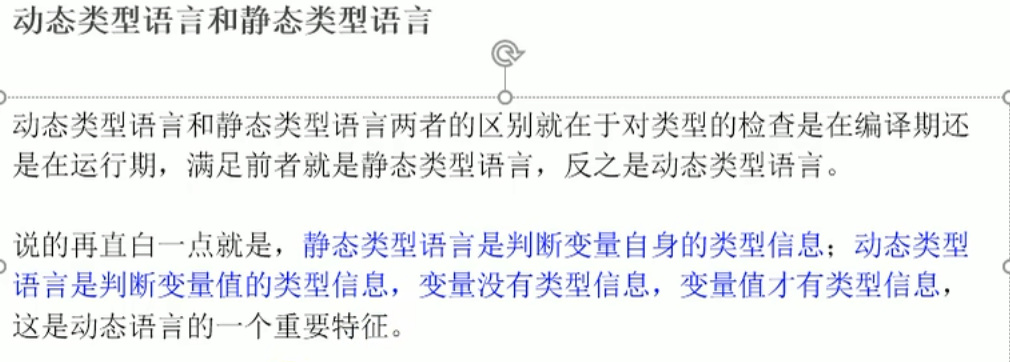 动态类型语言和静态类型语言
动态类型语言和静态类型语言两者的区别就在于对类型的检查是在编译期还
是在运行期，满足前者就是静态类型语言，反之是动态类型语言。
说的再直白一点就是，静态类型语言是判断变量自身的类型信息；动态类型
语言是判断变量值的类型信息，变量没有类型信息，变量值才有类型信息，
这是动态语言的一个重要特征。